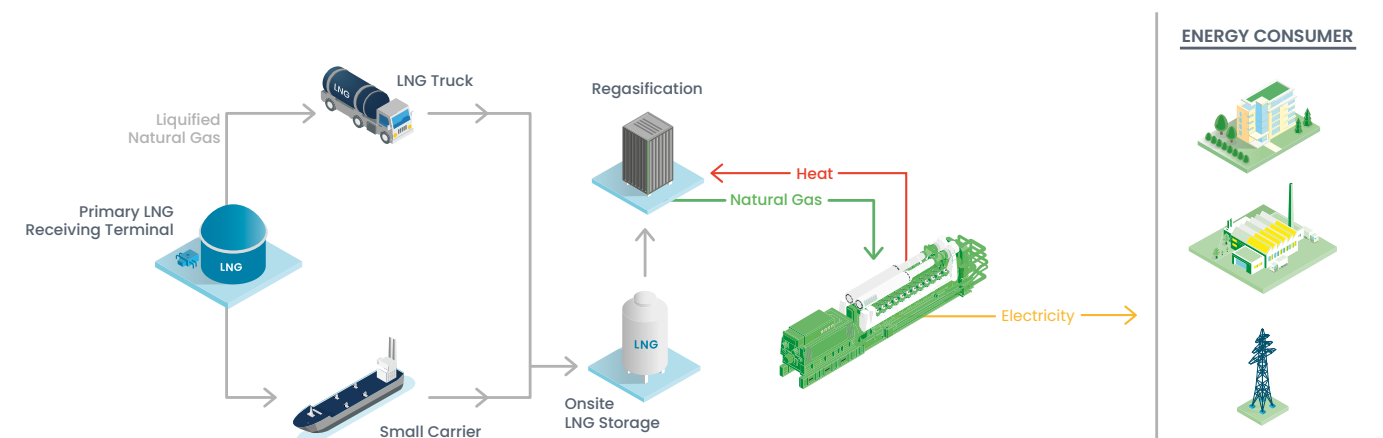 ENERGY CONSUMER
LNG Truck
LNG
Regasification
Liquified
Natural Gas
Heat
Natural Gas
Primary LNG
Receiving Terminal
LNG
Electricity
LNG
Onsite
LNG Storage
Small Carrier